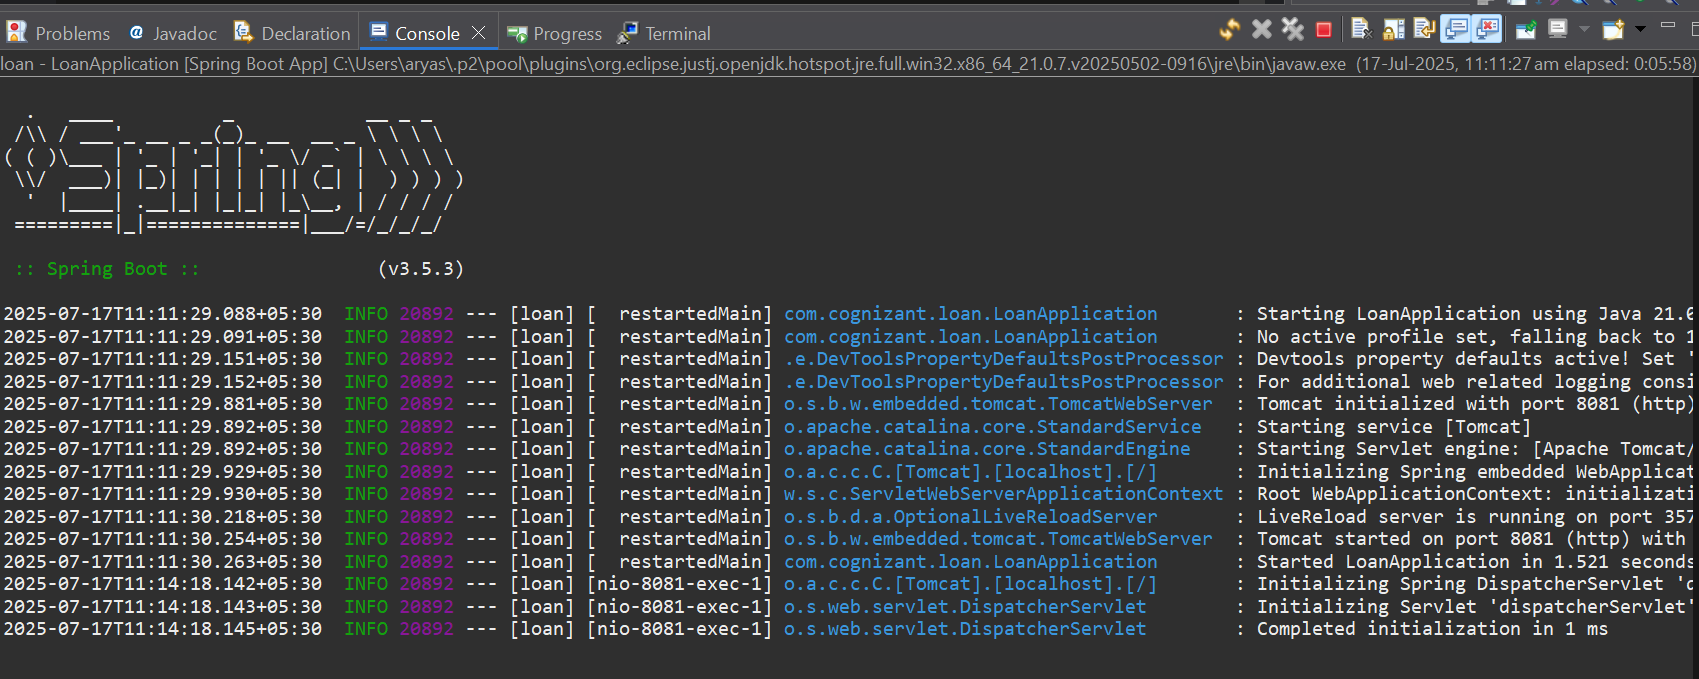 Problems Javadoc Declaration Console Progress Terminal
loan - LoanApplication [Spring Boot App] C:\Users\aryas\.p2\pool\plugins\org.eclipse.justj.openjdk.hotspot.jre.full.win32.x86_64_21.0.7.v20250502-0916\jre\bin\javaw.exe (17-Jul-2025, 11:11:27 am elapsed: 0:05:58)
  .   ____          _            __ _ _
 /\\ / ___'_ __ _ _(_)_ __  __ _ \ \ \ \
( ( )\___ | '_ | '_| | '_ \/ _` | \ \ \ \
 \\/  ___)| |_)| | | | | || (_| |  ) ) ) )
  '  |____| .__|_| |_|_| |_\__, | / / / /
 =========|_|==============|___/=/_/_/_/
 :: Spring Boot ::                (v3.5.3)
2025-07-17T11:11:29.088+05:30  INFO 20892 --- [loan] [  restartedMain] com.cognizant.loan.LoanApplication       : Starting LoanApplication using Java 21.0
2025-07-17T11:11:29.091+05:30  INFO 20892 --- [loan] [  restartedMain] com.cognizant.loan.LoanApplication       : No active profile set, falling back to 1
2025-07-17T11:11:29.151+05:30  INFO 20892 --- [loan] [  restartedMain] .e.DevToolsPropertyDefaultsPostProcessor : Devtools property defaults active! Set '
2025-07-17T11:11:29.152+05:30  INFO 20892 --- [loan] [  restartedMain] .e.DevToolsPropertyDefaultsPostProcessor : For additional web related logging consi
2025-07-17T11:11:29.881+05:30  INFO 20892 --- [loan] [  restartedMain] o.s.b.w.embedded.tomcat.TomcatWebServer  : Tomcat initialized with port 8081 (http)
2025-07-17T11:11:29.892+05:30  INFO 20892 --- [loan] [  restartedMain] o.apache.catalina.core.StandardService   : Starting service [Tomcat]
2025-07-17T11:11:29.892+05:30  INFO 20892 --- [loan] [  restartedMain] o.apache.catalina.core.StandardEngine    : Starting Servlet engine: [Apache Tomcat/
2025-07-17T11:11:29.929+05:30  INFO 20892 --- [loan] [  restartedMain] o.a.c.c.C.[Tomcat].[localhost].[/]       : Initializing Spring embedded WebApplicat
2025-07-17T11:11:29.930+05:30  INFO 20892 --- [loan] [  restartedMain] w.s.c.ServletWebServerApplicationContext : Root WebApplicationContext: initializati
2025-07-17T11:11:30.218+05:30  INFO 20892 --- [loan] [  restartedMain] o.s.b.d.a.OptionalLiveReloadServer       : LiveReload server is running on port 357
2025-07-17T11:11:30.254+05:30  INFO 20892 --- [loan] [  restartedMain] o.s.b.w.embedded.tomcat.TomcatWebServer  : Tomcat started on port 8081 (http) with
2025-07-17T11:11:30.263+05:30  INFO 20892 --- [loan] [  restartedMain] com.cognizant.loan.LoanApplication       : Started LoanApplication in 1.521 seconds
2025-07-17T11:14:18.142+05:30  INFO 20892 --- [loan] [nio-8081-exec-1] o.a.c.c.C.[Tomcat].[localhost].[/]       : Initializing Spring DispatcherServlet 'd
2025-07-17T11:14:18.143+05:30  INFO 20892 --- [loan] [nio-8081-exec-1] o.s.web.servlet.DispatcherServlet        : Initializing Servlet 'dispatcherServlet'
2025-07-17T11:14:18.145+05:30  INFO 20892 --- [loan] [nio-8081-exec-1] o.s.web.servlet.DispatcherServlet        : Completed initialization in 1 ms